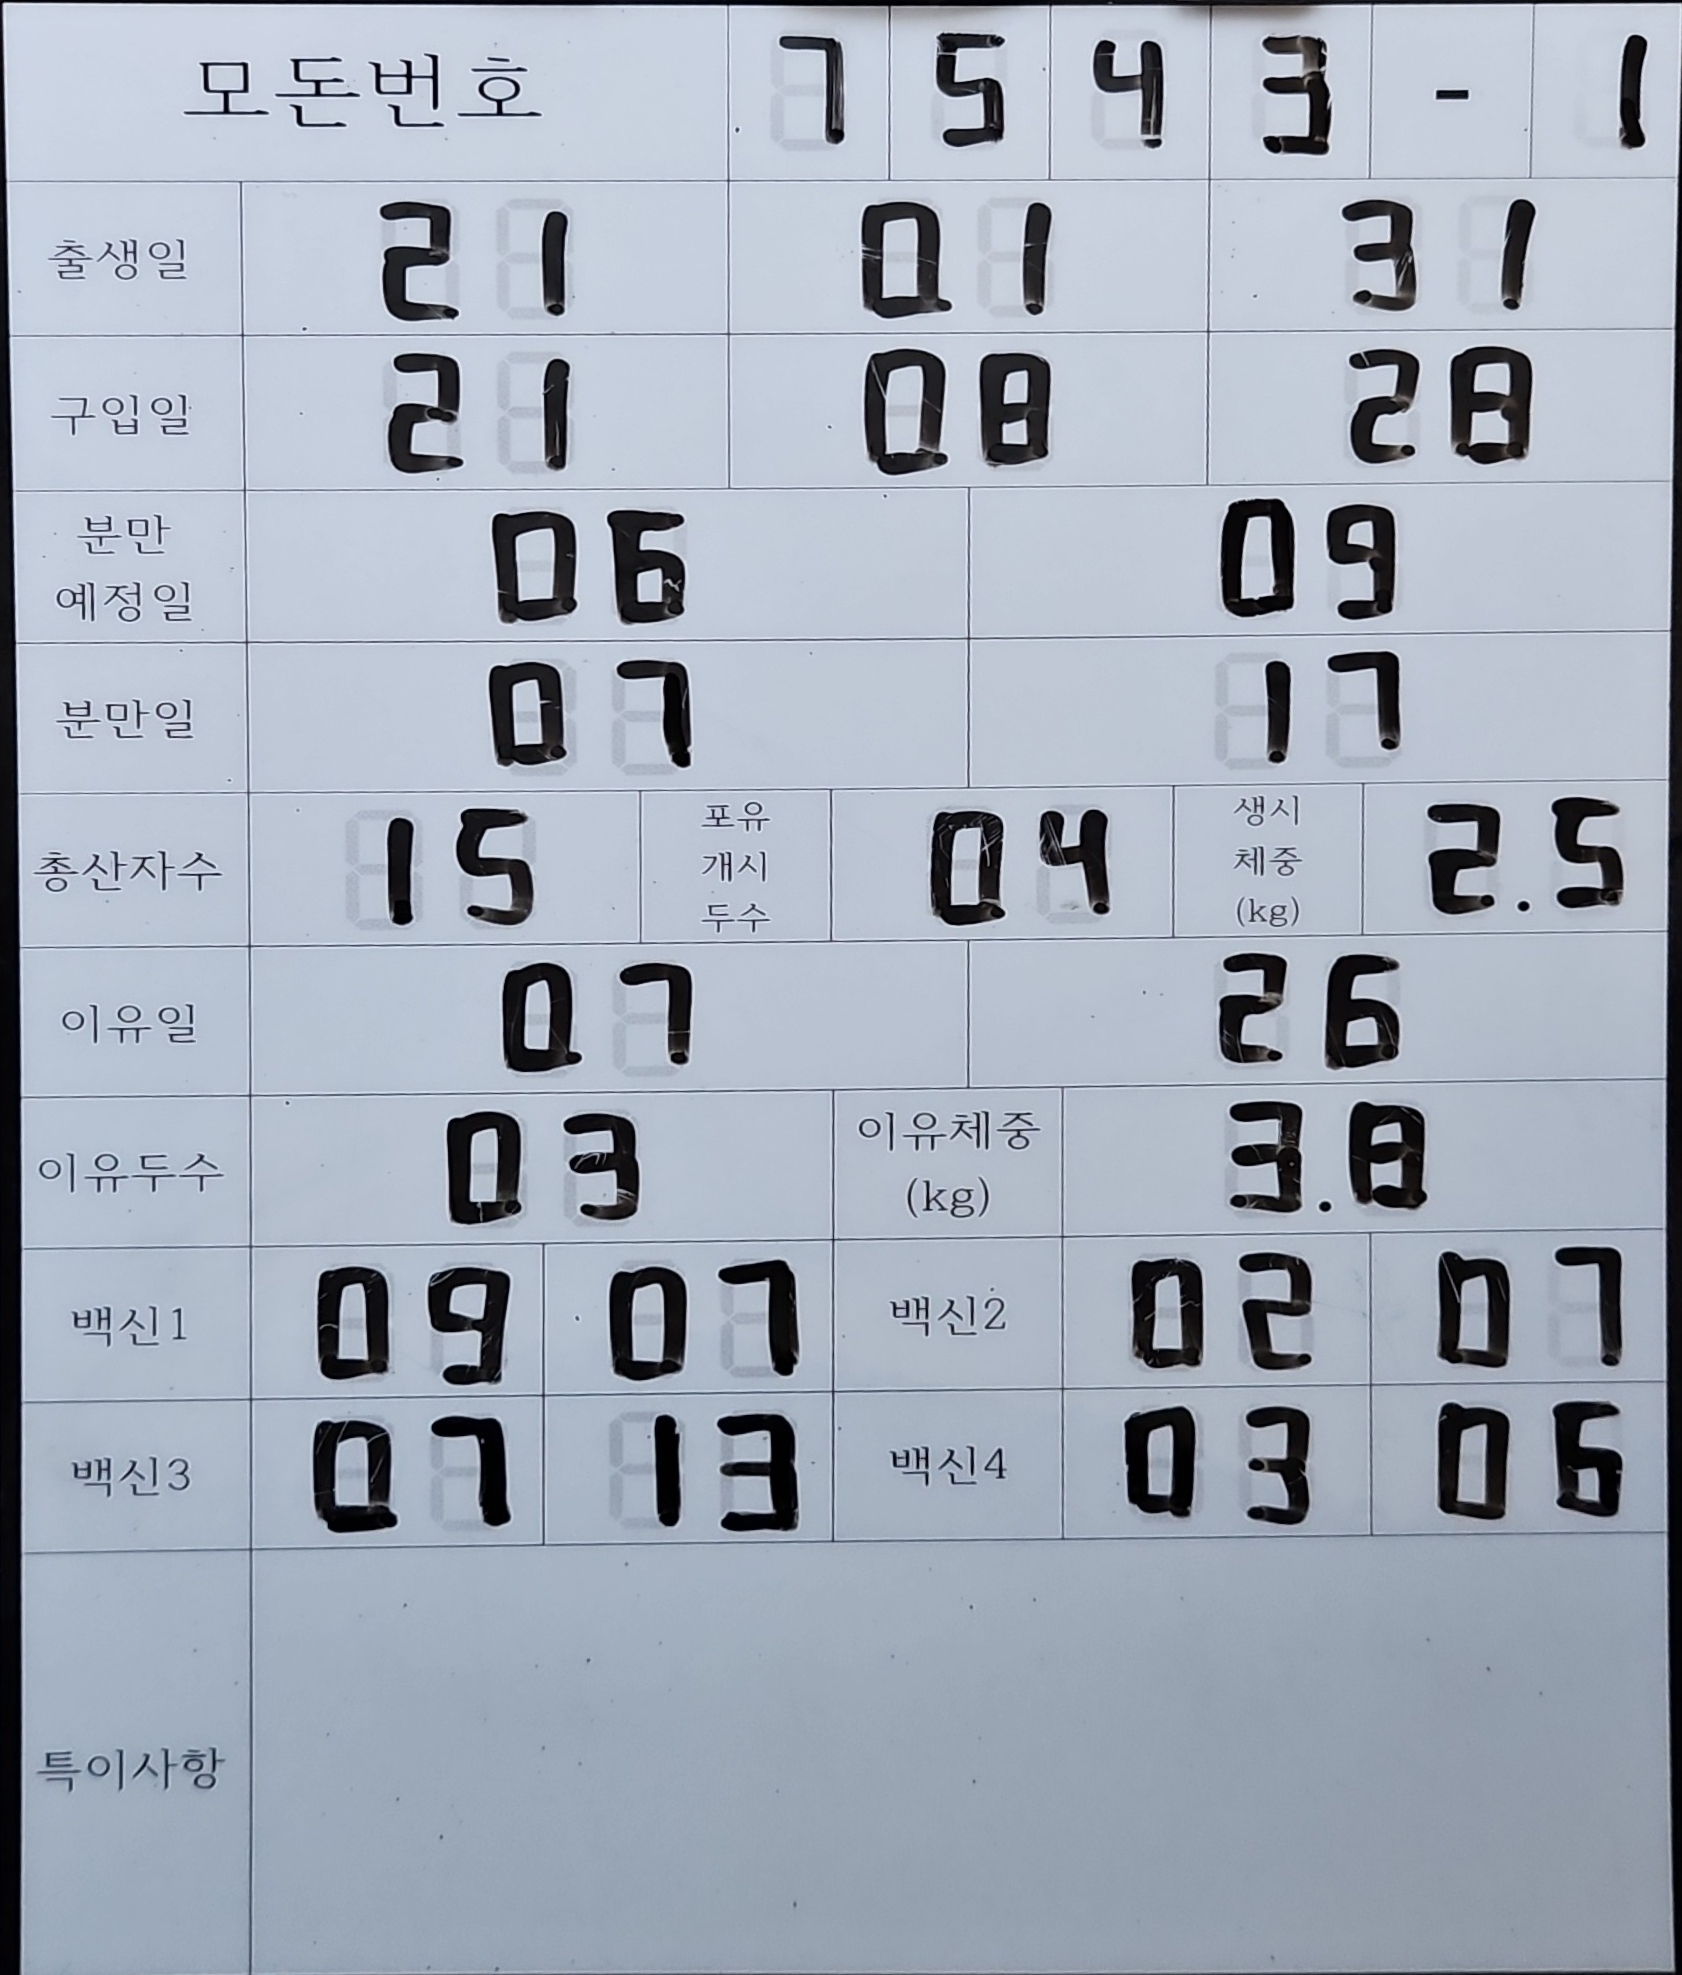 모돈번호 7 5 4 3 - 1
출생일 21 01 31
구입일 21 08 28
분만 예정일 06 09
분만일 07 17
총산자수 15 포유 개시 두수 04 생시 체중 (kg) 2.5
이유일 07 26
이유두수 03 이유체중 (kg) 3.8
백신1 09 07 백신2 02 07
백신3 07 13 백신4 03 06
특이사항